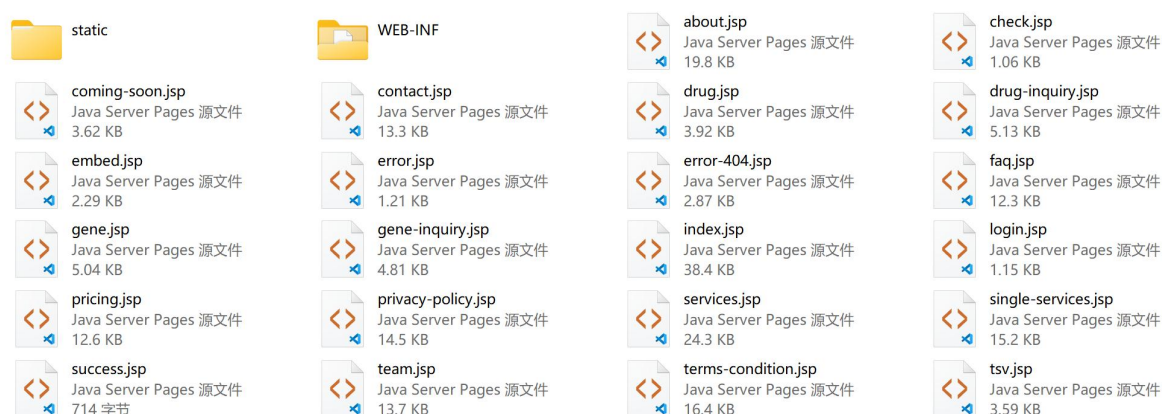 static
WEB-INF
about.jsp
Java Server Pages 源文件
19.8 KB
check.jsp
Java Server Pages 源文件
1.06 KB
coming-soon.jsp
Java Server Pages 源文件
3.62 KB
contact.jsp
Java Server Pages 源文件
13.3 KB
drug.jsp
Java Server Pages 源文件
3.92 KB
drug-inquiry.jsp
Java Server Pages 源文件
5.13 KB
embed.jsp
Java Server Pages 源文件
2.29 KB
error.jsp
Java Server Pages 源文件
1.21 KB
error-404.jsp
Java Server Pages 源文件
2.87 KB
faq.jsp
Java Server Pages 源文件
12.3 KB
gene.jsp
Java Server Pages 源文件
5.04 KB
gene-inquiry.jsp
Java Server Pages 源文件
4.81 KB
index.jsp
Java Server Pages 源文件
38.4 KB
login.jsp
Java Server Pages 源文件
1.15 KB
pricing.jsp
Java Server Pages 源文件
12.6 KB
privacy-policy.jsp
Java Server Pages 源文件
14.5 KB
services.jsp
Java Server Pages 源文件
24.3 KB
single-services.jsp
Java Server Pages 源文件
15.2 KB
success.jsp
Java Server Pages 源文件
714 字节
team.jsp
Java Server Pages 源文件
13.7 KB
terms-condition.jsp
Java Server Pages 源文件
16.4 KB
tsv.jsp
Java Server Pages 源文件
3.59 KB